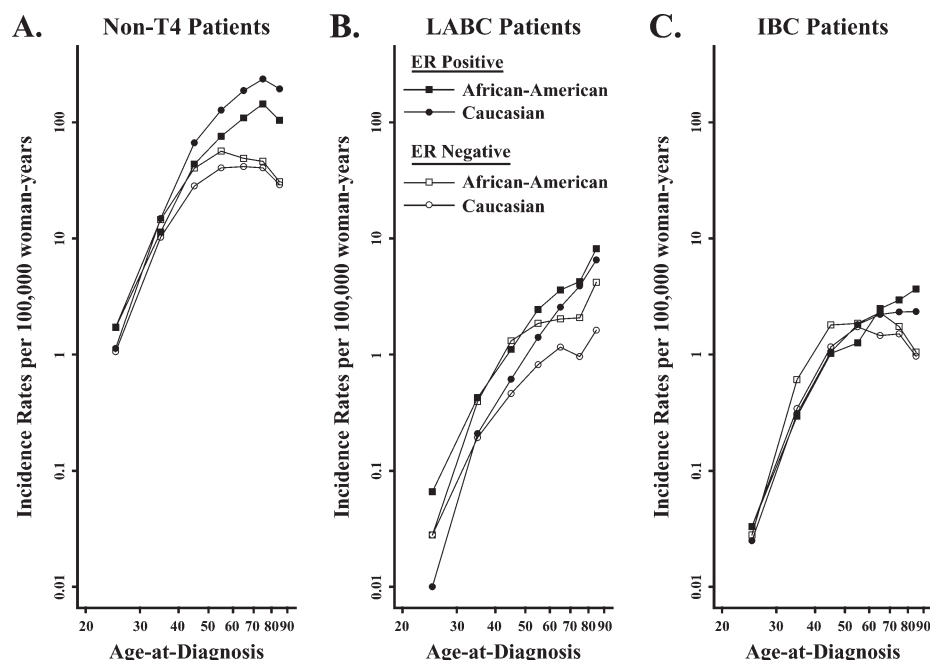 A. Non-T4 Patients
Incidence Rates per 100,000 woman-years
100
10
1
0.1
0.01
20 30 40 50 60 70 80 90
Age-at-Diagnosis
B. LABC Patients
ER Positive
African-American
Caucasian
ER Negative
African-American
Caucasian
Incidence Rates per 100,000 woman-years
100
10
1
0.1
0.01
20 30 40 50 60 70 80 90
Age-at-Diagnosis
C. IBC Patients
Incidence Rates per 100,000 woman-years
100
10
1
0.1
0.01
20 30 40 50 60 70 80 90
Age-at-Diagnosis